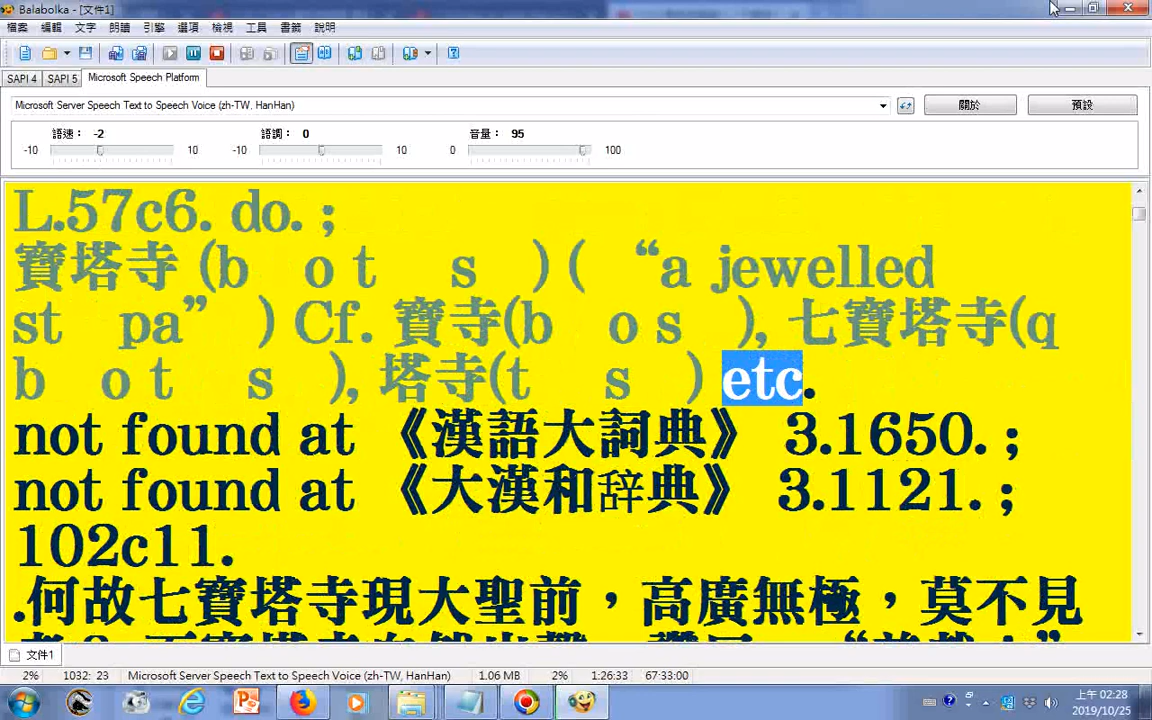 Balabolka - [文件1]
檔案 編輯 文字 朗讀 引擎 選項 檢視 工具 書籤 說明
SAPI 4 SAPI 5 Microsoft Speech Platform
Microsoft Server Speech Text to Speech Voice (zh-TW, HanHan) 關於 預設
語速： -2 語調： 0 音量： 95
-10 10 -10 10 0 100
L.57c6. do. ;
寶塔寺 (b o t s ) ( “a jewelled
st pa” ) Cf. 寶寺(b o s ), 七寶塔寺(q
b o t s ), 塔寺(t s ) etc.
not found at 《漢語大詞典》 3.1650. ;
not found at 《大漢和辞典》 3.1121. ;
102c11.
.何故七寶塔寺現大聖前，高廣無極，莫不見
文件1
2% 1032: 23 Microsoft Server Speech Text to Speech Voice (zh-TW, HanHan) 1.06 MB 2% 1:26:33 67:33:00
上午 02:28
2019/10/25